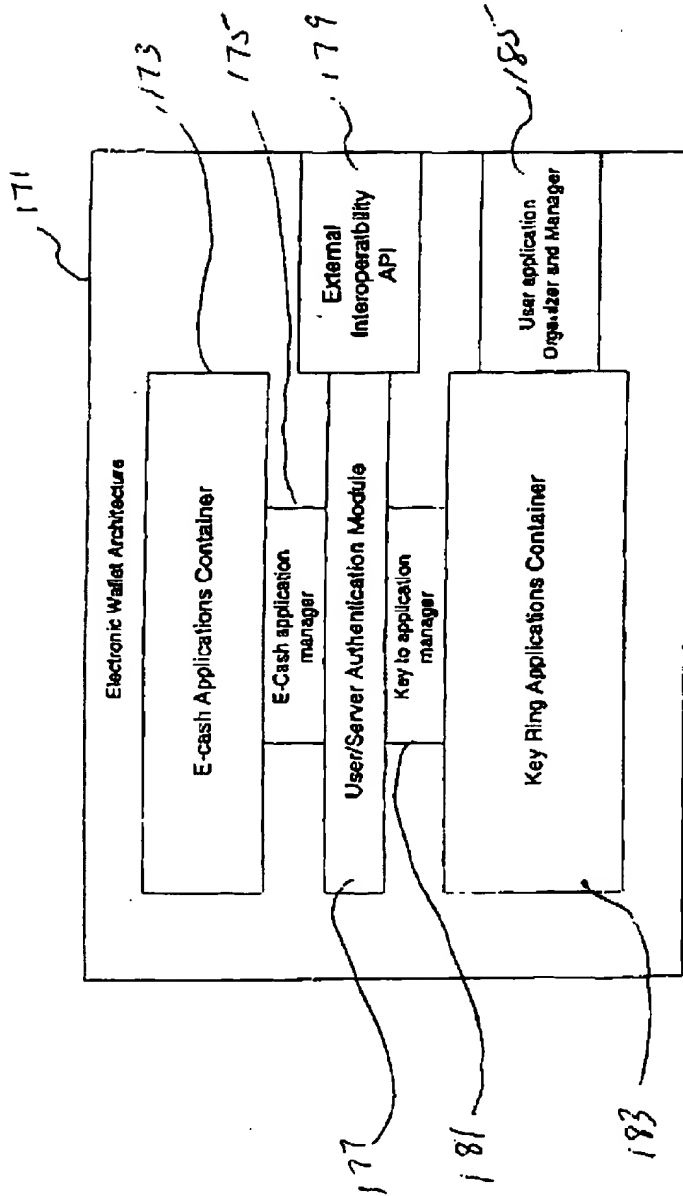 171
173
175
179
185
Electronic Wallet Architecture
E-cash Applications Container
E-Cash application
manager
User/Server Authentication Module
External
Interoperatbility
API
Key to application
manager
Key Ring Applications Container
User application
Organizer and Manager
177
181
183